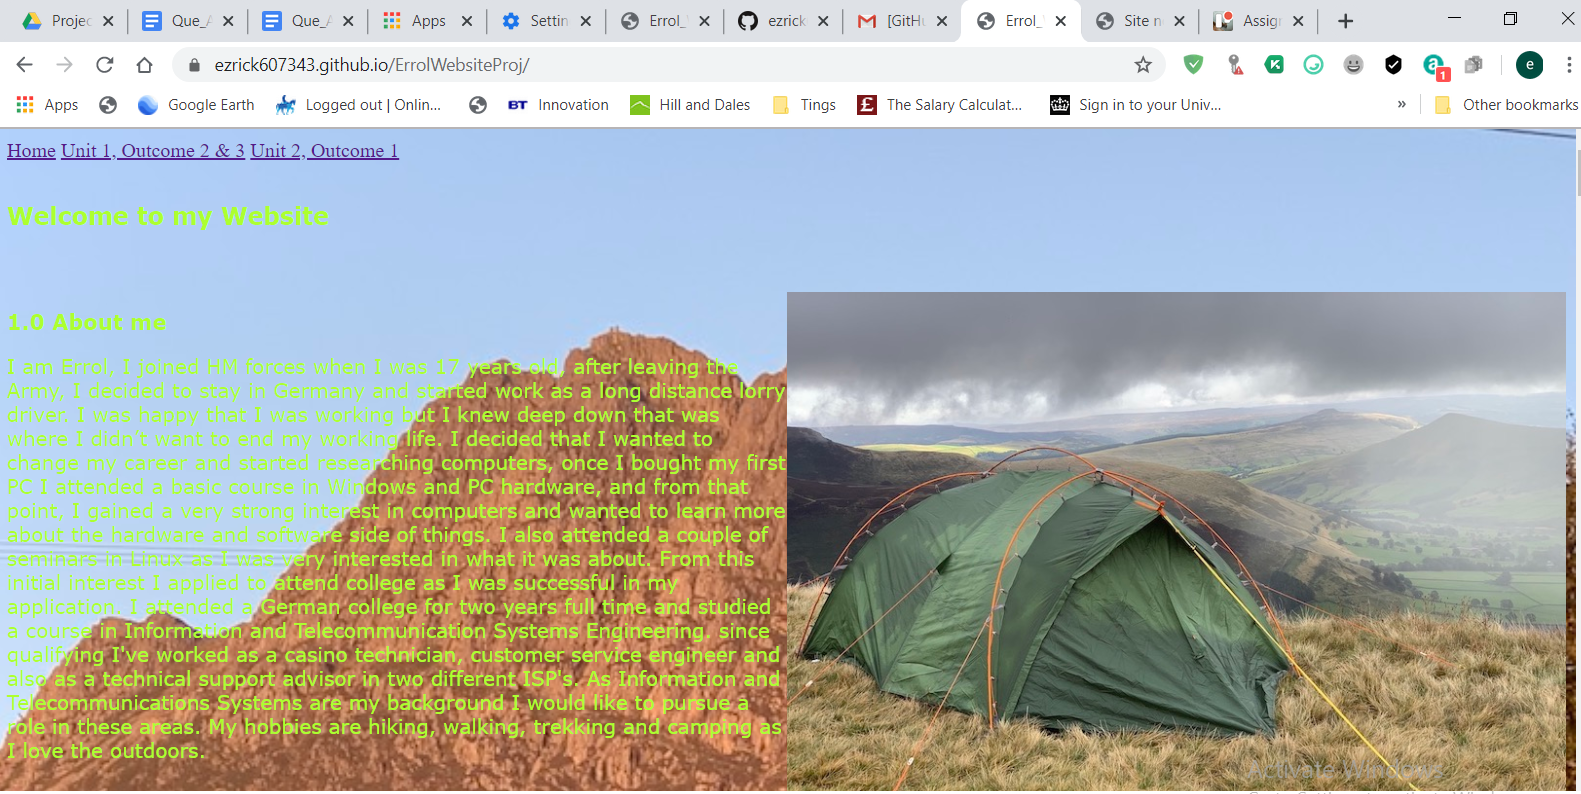 Projec
Que_A
Que_A
Apps
Settin
Errol_
ezrick
[GitHu
Errol_
Site n
Assign
ezrick607343.github.io/ErrolWebsiteProj/
1
e
Apps
Google Earth
Logged out | Onlin...
BT Innovation
Hill and Dales
Tings
£ The Salary Calculat...
Sign in to your Univ...
»
Other bookmarks
Home Unit 1, Outcome 2 & 3 Unit 2, Outcome 1
Welcome to my Website
1.0 About me
I am Errol, I joined HM forces when I was 17 years old, after leaving the
Army, I decided to stay in Germany and started work as a long distance lorry
driver. I was happy that I was working but I knew deep down that was
where I didn't want to end my working life. I decided that I wanted to
change my career and started researching computers, once I bought my first
PC I attended a basic course in Windows and PC hardware, and from that
point, I gained a very strong interest in computers and wanted to learn more
about the hardware and software side of things. I also attended a couple of
seminars in Linux as I was very interested in what it was about. From this
initial interest I applied to attend college as I was successful in my
application. I attended a German college for two years full time and studied
a course in Information and Telecommunication Systems Engineering. since
qualifying I've worked as a casino technician, customer service engineer and
also as a technical support advisor in two different ISP's. As Information and
Telecommunications Systems are my background I would like to pursue a
role in these areas. My hobbies are hiking, walking, trekking and camping as
I love the outdoors.
Activate Windows